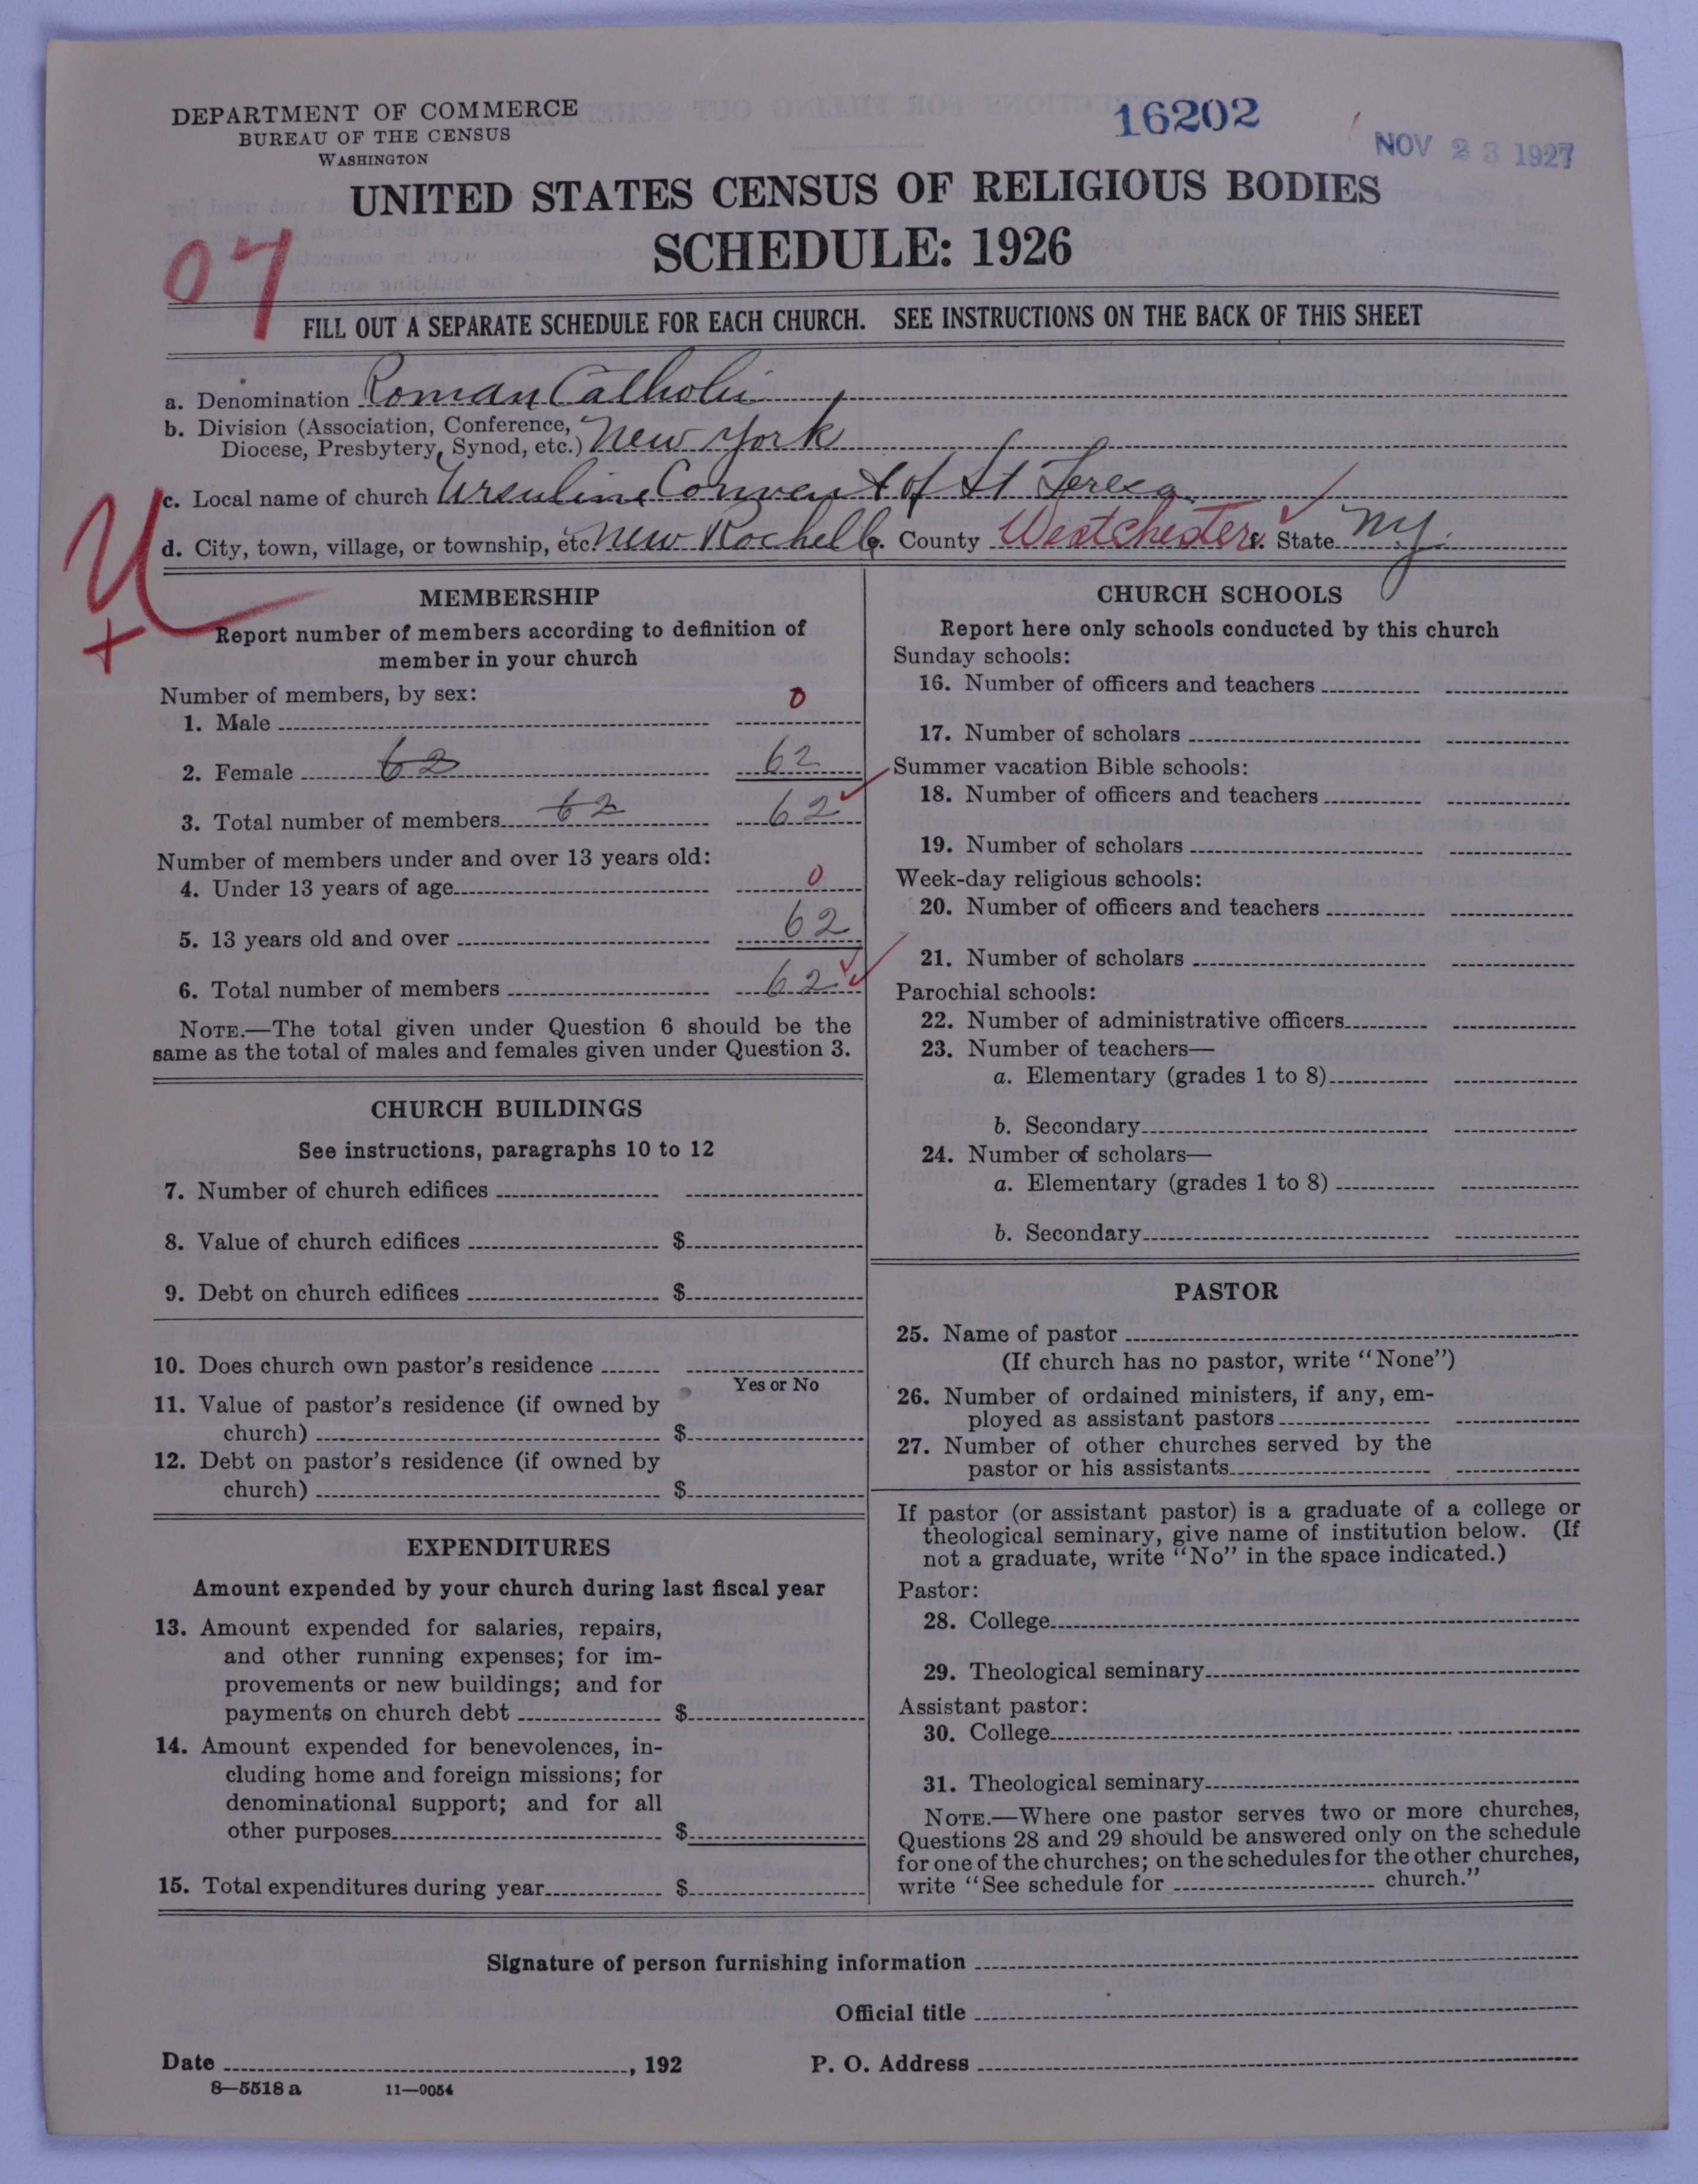 DEPARTMENT OF COMMERCE
BUREAU OF THE CENSUS
WASHINGTON
16202
NOV 23 1927
UNITED STATES CENSUS OF RELIGIOUS BODIES
SCHEDULE: 1926
07
FILL OUT A SEPARATE SCHEDULE FOR EACH CHURCH. SEE INSTRUCTIONS ON THE BACK OF THIS SHEET
a. Denomination Roman Catholic
b. Division (Association, Conference,
Diocese, Presbytery, Synod, etc.) New York
c. Local name of church Ursuline Convent of St Teresa
d. City, town, village, or township, etc. New Rochelle e. County Westchester f. State NY
U
+
MEMBERSHIP
Report number of members according to definition of
member in your church
Number of members, by sex:
1. Male 0
2. Female 62 62
3. Total number of members 62 62
Number of members under and over 13 years old:
4. Under 13 years of age 0
5. 13 years old and over 62
6. Total number of members 62
NOTE.—The total given under Question 6 should be the
same as the total of males and females given under Question 3.
CHURCH BUILDINGS
See instructions, paragraphs 10 to 12
7. Number of church edifices
8. Value of church edifices $
9. Debt on church edifices $
10. Does church own pastor's residence
Yes or No
11. Value of pastor's residence (if owned by
church) $
12. Debt on pastor's residence (if owned by
church) $
EXPENDITURES
Amount expended by your church during last fiscal year
13. Amount expended for salaries, repairs,
and other running expenses; for im-
provements or new buildings; and for
payments on church debt $
14. Amount expended for benevolences, in-
cluding home and foreign missions; for
denominational support; and for all
other purposes $
15. Total expenditures during year $
CHURCH SCHOOLS
Report here only schools conducted by this church
Sunday schools:
16. Number of officers and teachers
17. Number of scholars
Summer vacation Bible schools:
18. Number of officers and teachers
19. Number of scholars
Week-day religious schools:
20. Number of officers and teachers
21. Number of scholars
Parochial schools:
22. Number of administrative officers
23. Number of teachers—
a. Elementary (grades 1 to 8)
b. Secondary
24. Number of scholars—
a. Elementary (grades 1 to 8)
b. Secondary
PASTOR
25. Name of pastor
(If church has no pastor, write "None")
26. Number of ordained ministers, if any, em-
ployed as assistant pastors
27. Number of other churches served by the
pastor or his assistants
If pastor (or assistant pastor) is a graduate of a college or
theological seminary, give name of institution below. (If
not a graduate, write "No" in the space indicated.)
Pastor:
28. College
29. Theological seminary
Assistant pastor:
30. College
31. Theological seminary
NOTE.—Where one pastor serves two or more churches,
Questions 28 and 29 should be answered only on the schedule
for one of the churches; on the schedules for the other churches,
write "See schedule for church."
Signature of person furnishing information
Official title
Date , 192
P. O. Address
8—5518 a 11—9054